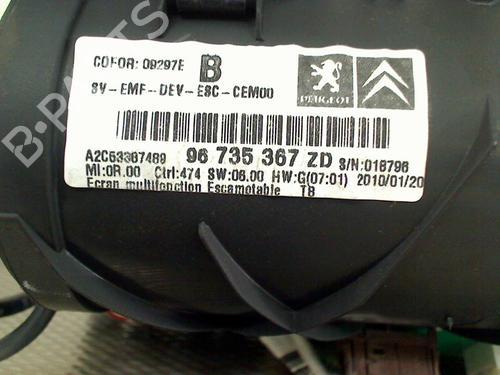 COFOR: 09297E B
SV-EMF-DEV-ESC-CEM00
PEUGEOT
A2C53367489 96 735 367 ZD S/N:018796
MI:0R.00 Ctrl:474 SW:06.00 HW:G(07:01) 2010/01/20
Ecran multifonction Escamotable T8
B-PARTS